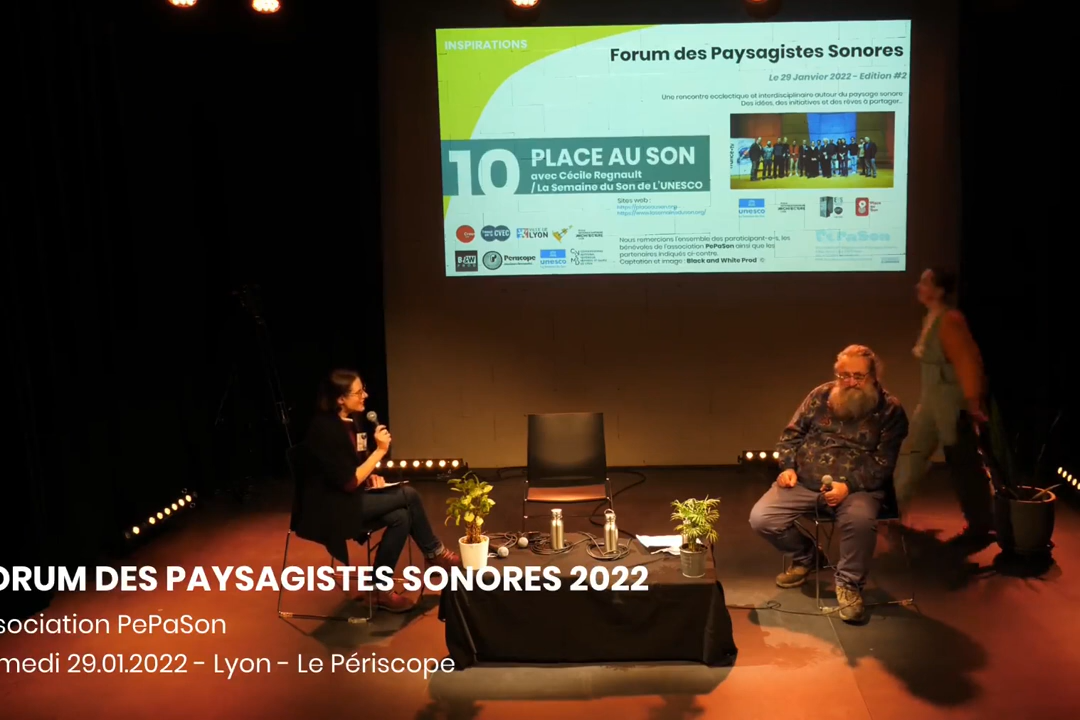 INSPIRATIONS
Forum des Paysagistes Sonores
Le 29 Janvier 2022 - Edition #2
Une rencontre ecclectique et interdisciplinaire autour du paysage sonore
Des idées, des initiatives et des rêves à partager...
10
PLACE AU SON
avec Cécile Regnault
/ La Semaine du Son de L'UNESCO
Sites web :
unesco
CVEC
LYON
Nous remercions l'ensemble des participant-e-s, les
bénévoles de l'association PePaSon ainsi que les
partenaires indiqués ci-contre.
Captation et image : Black and White Prod ©
PePaSon
B&W
Periscope
unesco
ORUM DES PAYSAGISTES SONORES 2022
sociation PePaSon
medi 29.01.2022 - Lyon - Le Périscope